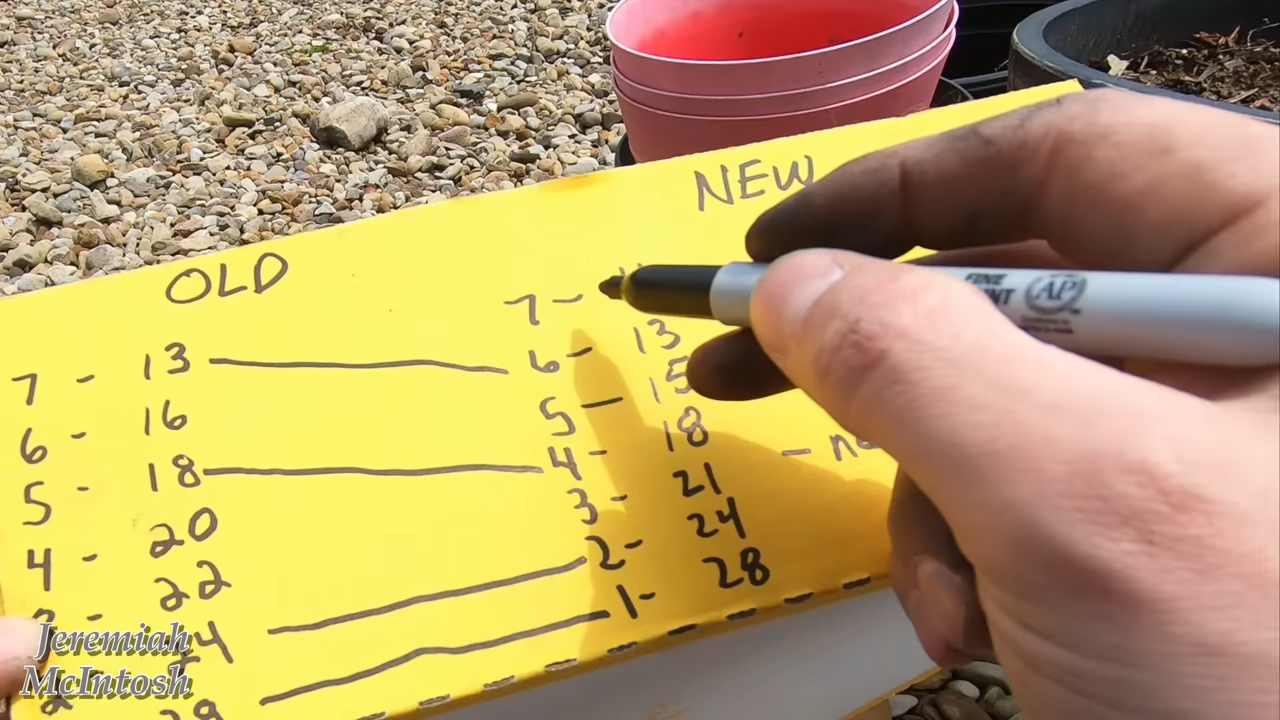 OLD
7 - 13
6 - 16
5 - 18
4 - 20
22
NEW
7 -
6 - 13
5 - 15
4 - 18
3 - 21
2 - 24
1 - 28
FINE
AP
Jeremiah
McIntosh